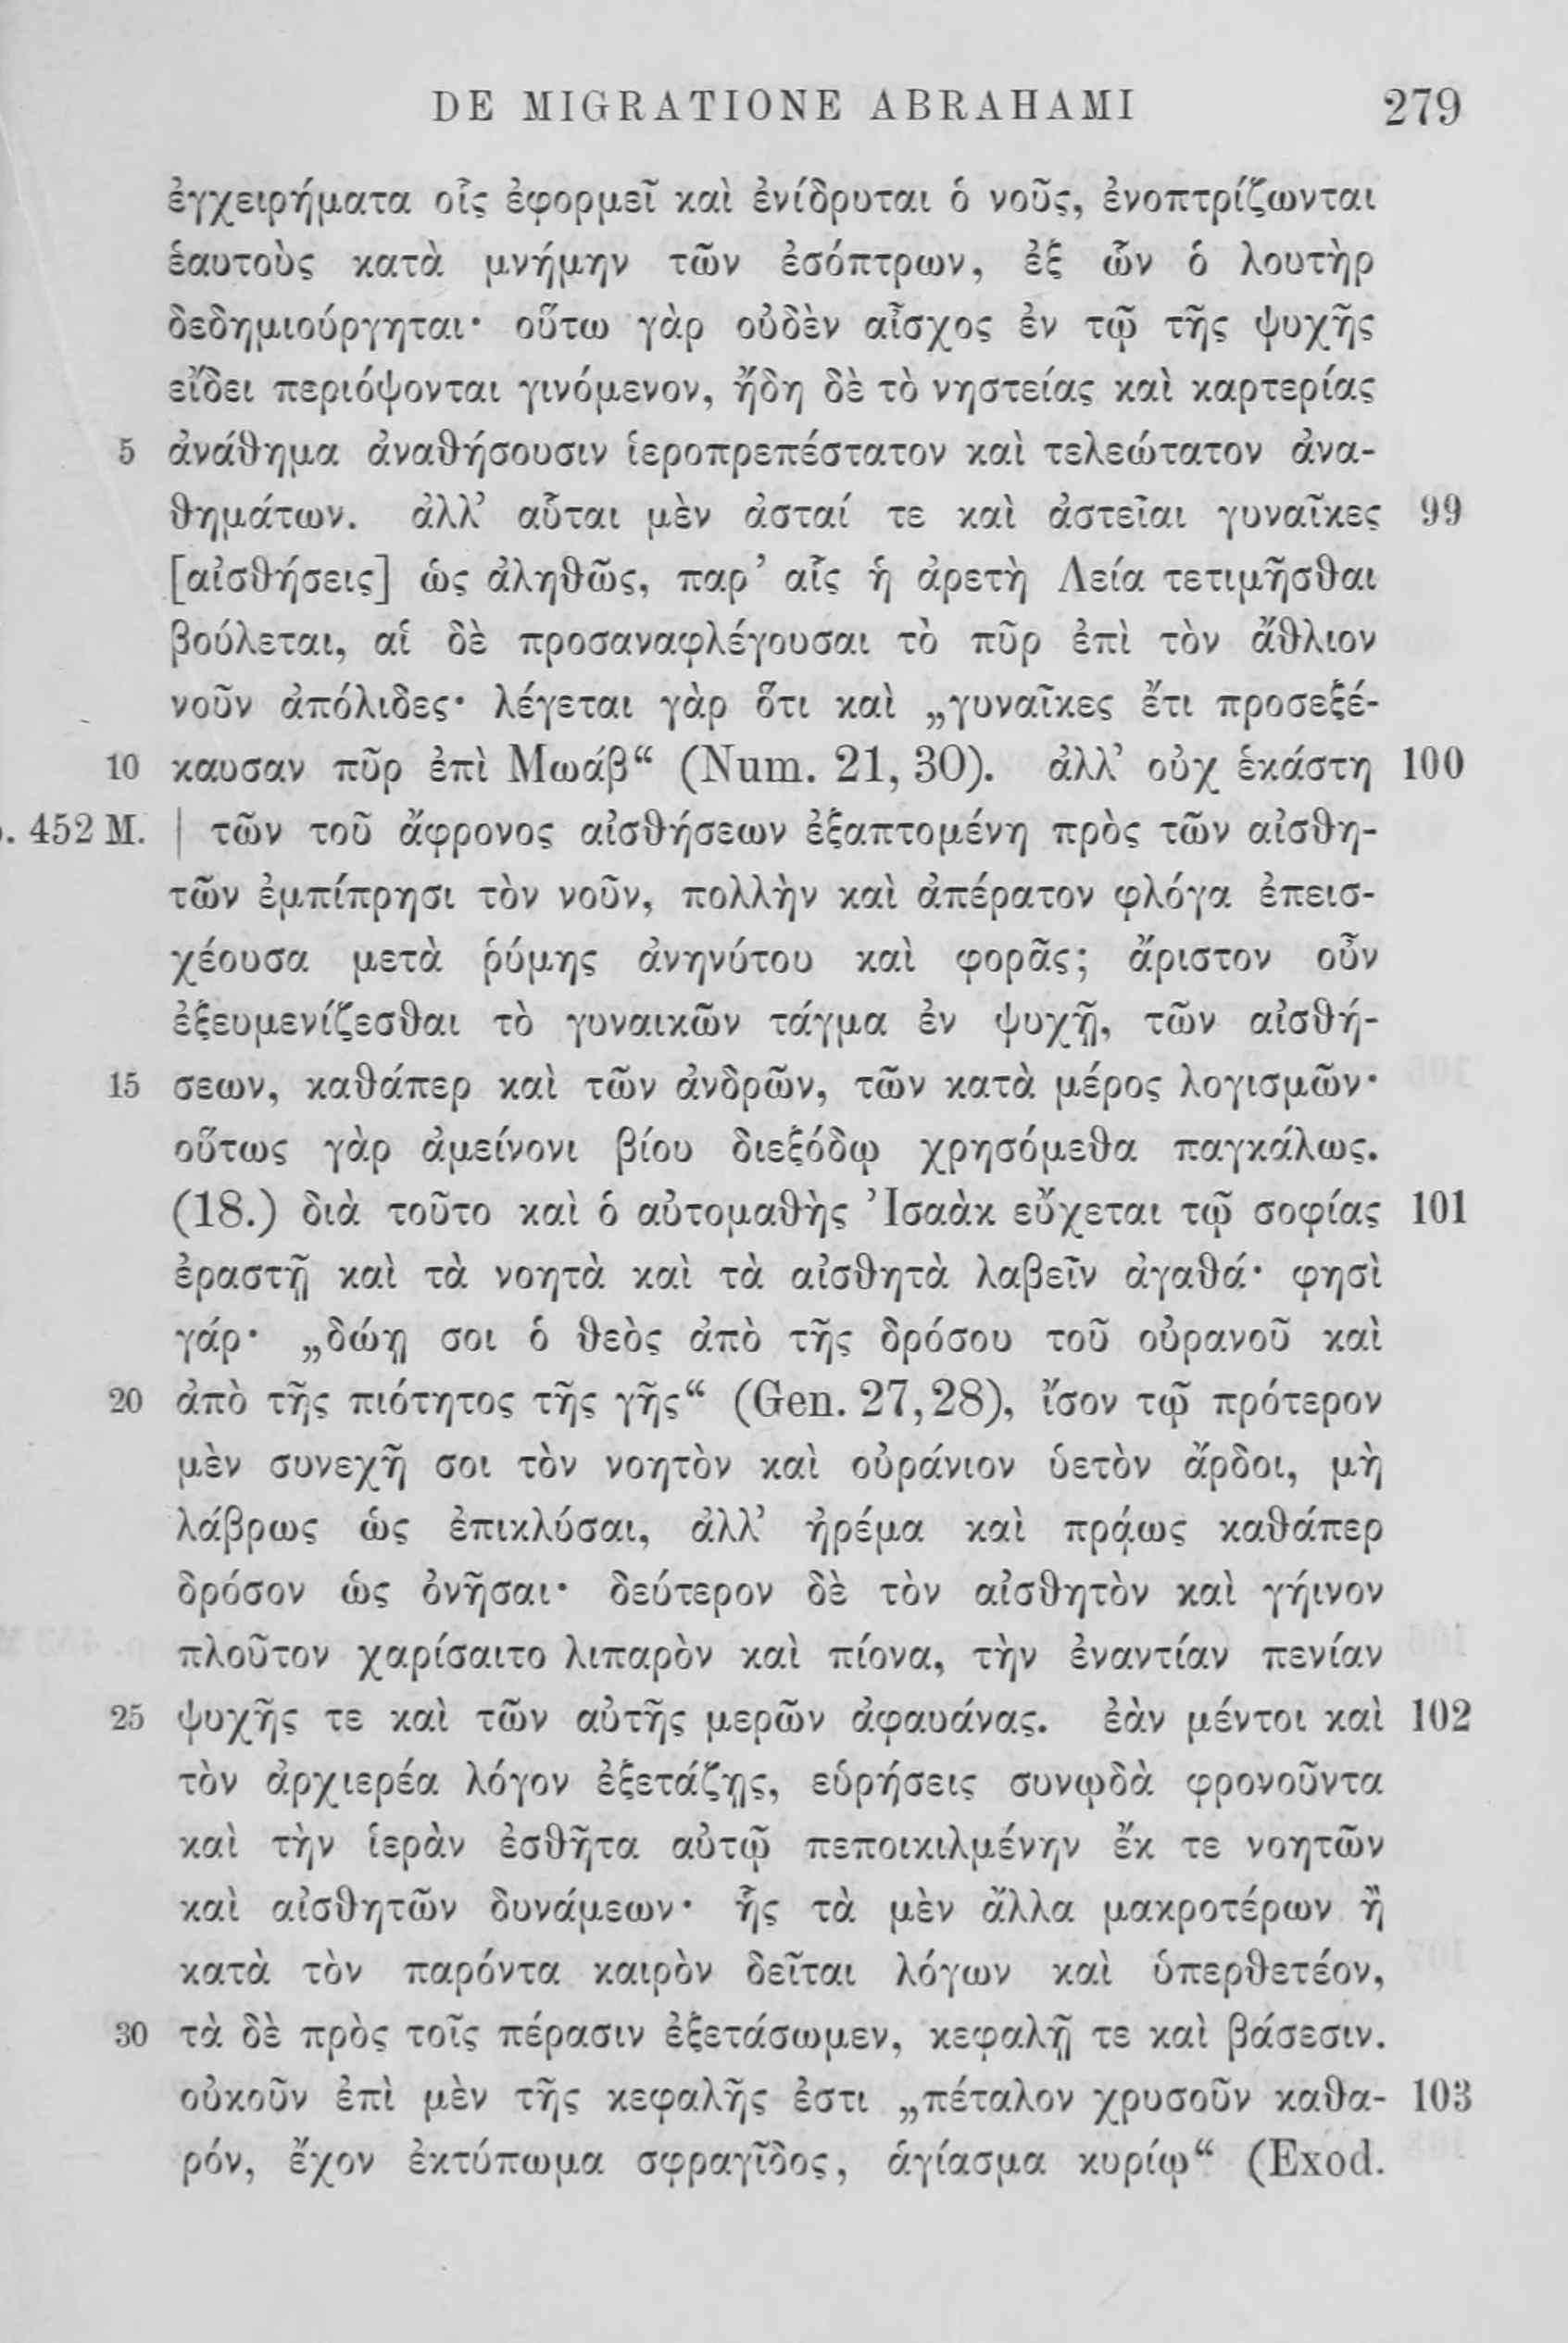 DE MIGRATIONE ABRAHAMI 279
ἐγχειρήματα οἷς ἐφορμεῖ καὶ ἐνίδρυται ὁ νοῦς, ἐνοπτρίζωνται
ἑαυτοὺς κατὰ μνήμην τῶν ἐσόπτρων, ἐξ ὧν ὁ λουτὴρ
δεδημιούργηται· οὕτω γὰρ οὐδὲν αἶσχος ἐν τῷ τῆς ψυχῆς
εἴδει περιόψονται γινόμενον, ἤδη δὲ τὸ νηστείας καὶ καρτερίας
5 ἀνάθημα ἀναθήσουσιν ἱεροπρεπέστατον καὶ τελεώτατον ἀνα-
θημάτων. ἀλλ’ αὗται μὲν ἀσταί τε καὶ ἀστεῖαι γυναῖκες 99
[αἰσθήσεις] ὡς ἀληθῶς, παρ’ αἷς ἡ ἀρετὴ Λεία τετιμῆσθαι
βούλεται, αἱ δὲ προσαναφλέγουσαι τὸ πῦρ ἐπὶ τὸν ἄθλιον
νοῦν ἀπόλιδες· λέγεται γὰρ ὅτι καὶ „γυναῖκες ἔτι προσεξέ-
10 καυσαν πῦρ ἐπὶ Μωάβ“ (Num. 21, 30). ἀλλ’ οὐχ ἑκάστη 100
p. 452 M. | τῶν τοῦ ἄφρονος αἰσθήσεων ἐξαπτομένη πρὸς τῶν αἰσθη-
τῶν ἐμπίπρησι τὸν νοῦν, πολλὴν καὶ ἀπέρατον φλόγα ἐπεισ-
χέουσα μετὰ ῥύμης ἀνηνύτου καὶ φορᾶς; ἄριστον οὖν
ἐξευμενίζεσθαι τὸ γυναικῶν τάγμα ἐν ψυχῇ, τῶν αἰσθή-
15 σεων, καθάπερ καὶ τῶν ἀνδρῶν, τῶν κατὰ μέρος λογισμῶν·
οὕτως γὰρ ἀμείνονι βίου διεξόδῳ χρησόμεθα παγκάλως.
(18.) διὰ τοῦτο καὶ ὁ αὐτομαθὴς Ἰσαὰκ εὔχεται τῷ σοφίας 101
ἐραστῇ καὶ τὰ νοητὰ καὶ τὰ αἰσθητὰ λαβεῖν ἀγαθά· φησὶ
γάρ· „δώῃ σοι ὁ θεὸς ἀπὸ τῆς δρόσου τοῦ οὐρανοῦ καὶ
20 ἀπὸ τῆς πιότητος τῆς γῆς“ (Gen. 27,28), ἴσον τῷ πρότερον
μὲν συνεχῆ σοι τὸν νοητὸν καὶ οὐράνιον ὑετὸν ἄρδοι, μὴ
λάβρως ὡς ἐπικλύσαι, ἀλλ’ ἠρέμα καὶ πρᾴως καθάπερ
δρόσον ὡς ὀνῆσαι· δεύτερον δὲ τὸν αἰσθητὸν καὶ γήινον
πλοῦτον χαρίσαιτο λιπαρὸν καὶ πίονα, τὴν ἐναντίαν πενίαν
25 ψυχῆς τε καὶ τῶν αὐτῆς μερῶν ἀφαυάνας. ἐὰν μέντοι καὶ 102
τὸν ἀρχιερέα λόγον ἐξετάζῃς, εὑρήσεις συνῳδὰ φρονοῦντα
καὶ τὴν ἱερὰν ἐσθῆτα αὐτῷ πεποικιλμένην ἔκ τε νοητῶν
καὶ αἰσθητῶν δυνάμεων· ἧς τὰ μὲν ἄλλα μακροτέρων ἢ
κατὰ τὸν παρόντα καιρὸν δεῖται λόγων καὶ ὑπερθετέον,
30 τὰ δὲ πρὸς τοῖς πέρασιν ἐξετάσωμεν, κεφαλῇ τε καὶ βάσεσιν.
οὐκοῦν ἐπὶ μὲν τῆς κεφαλῆς ἐστι „πέταλον χρυσοῦν καθα- 103
ρόν, ἔχον ἐκτύπωμα σφραγῖδος, ἁγίασμα κυρίῳ“ (Exod.